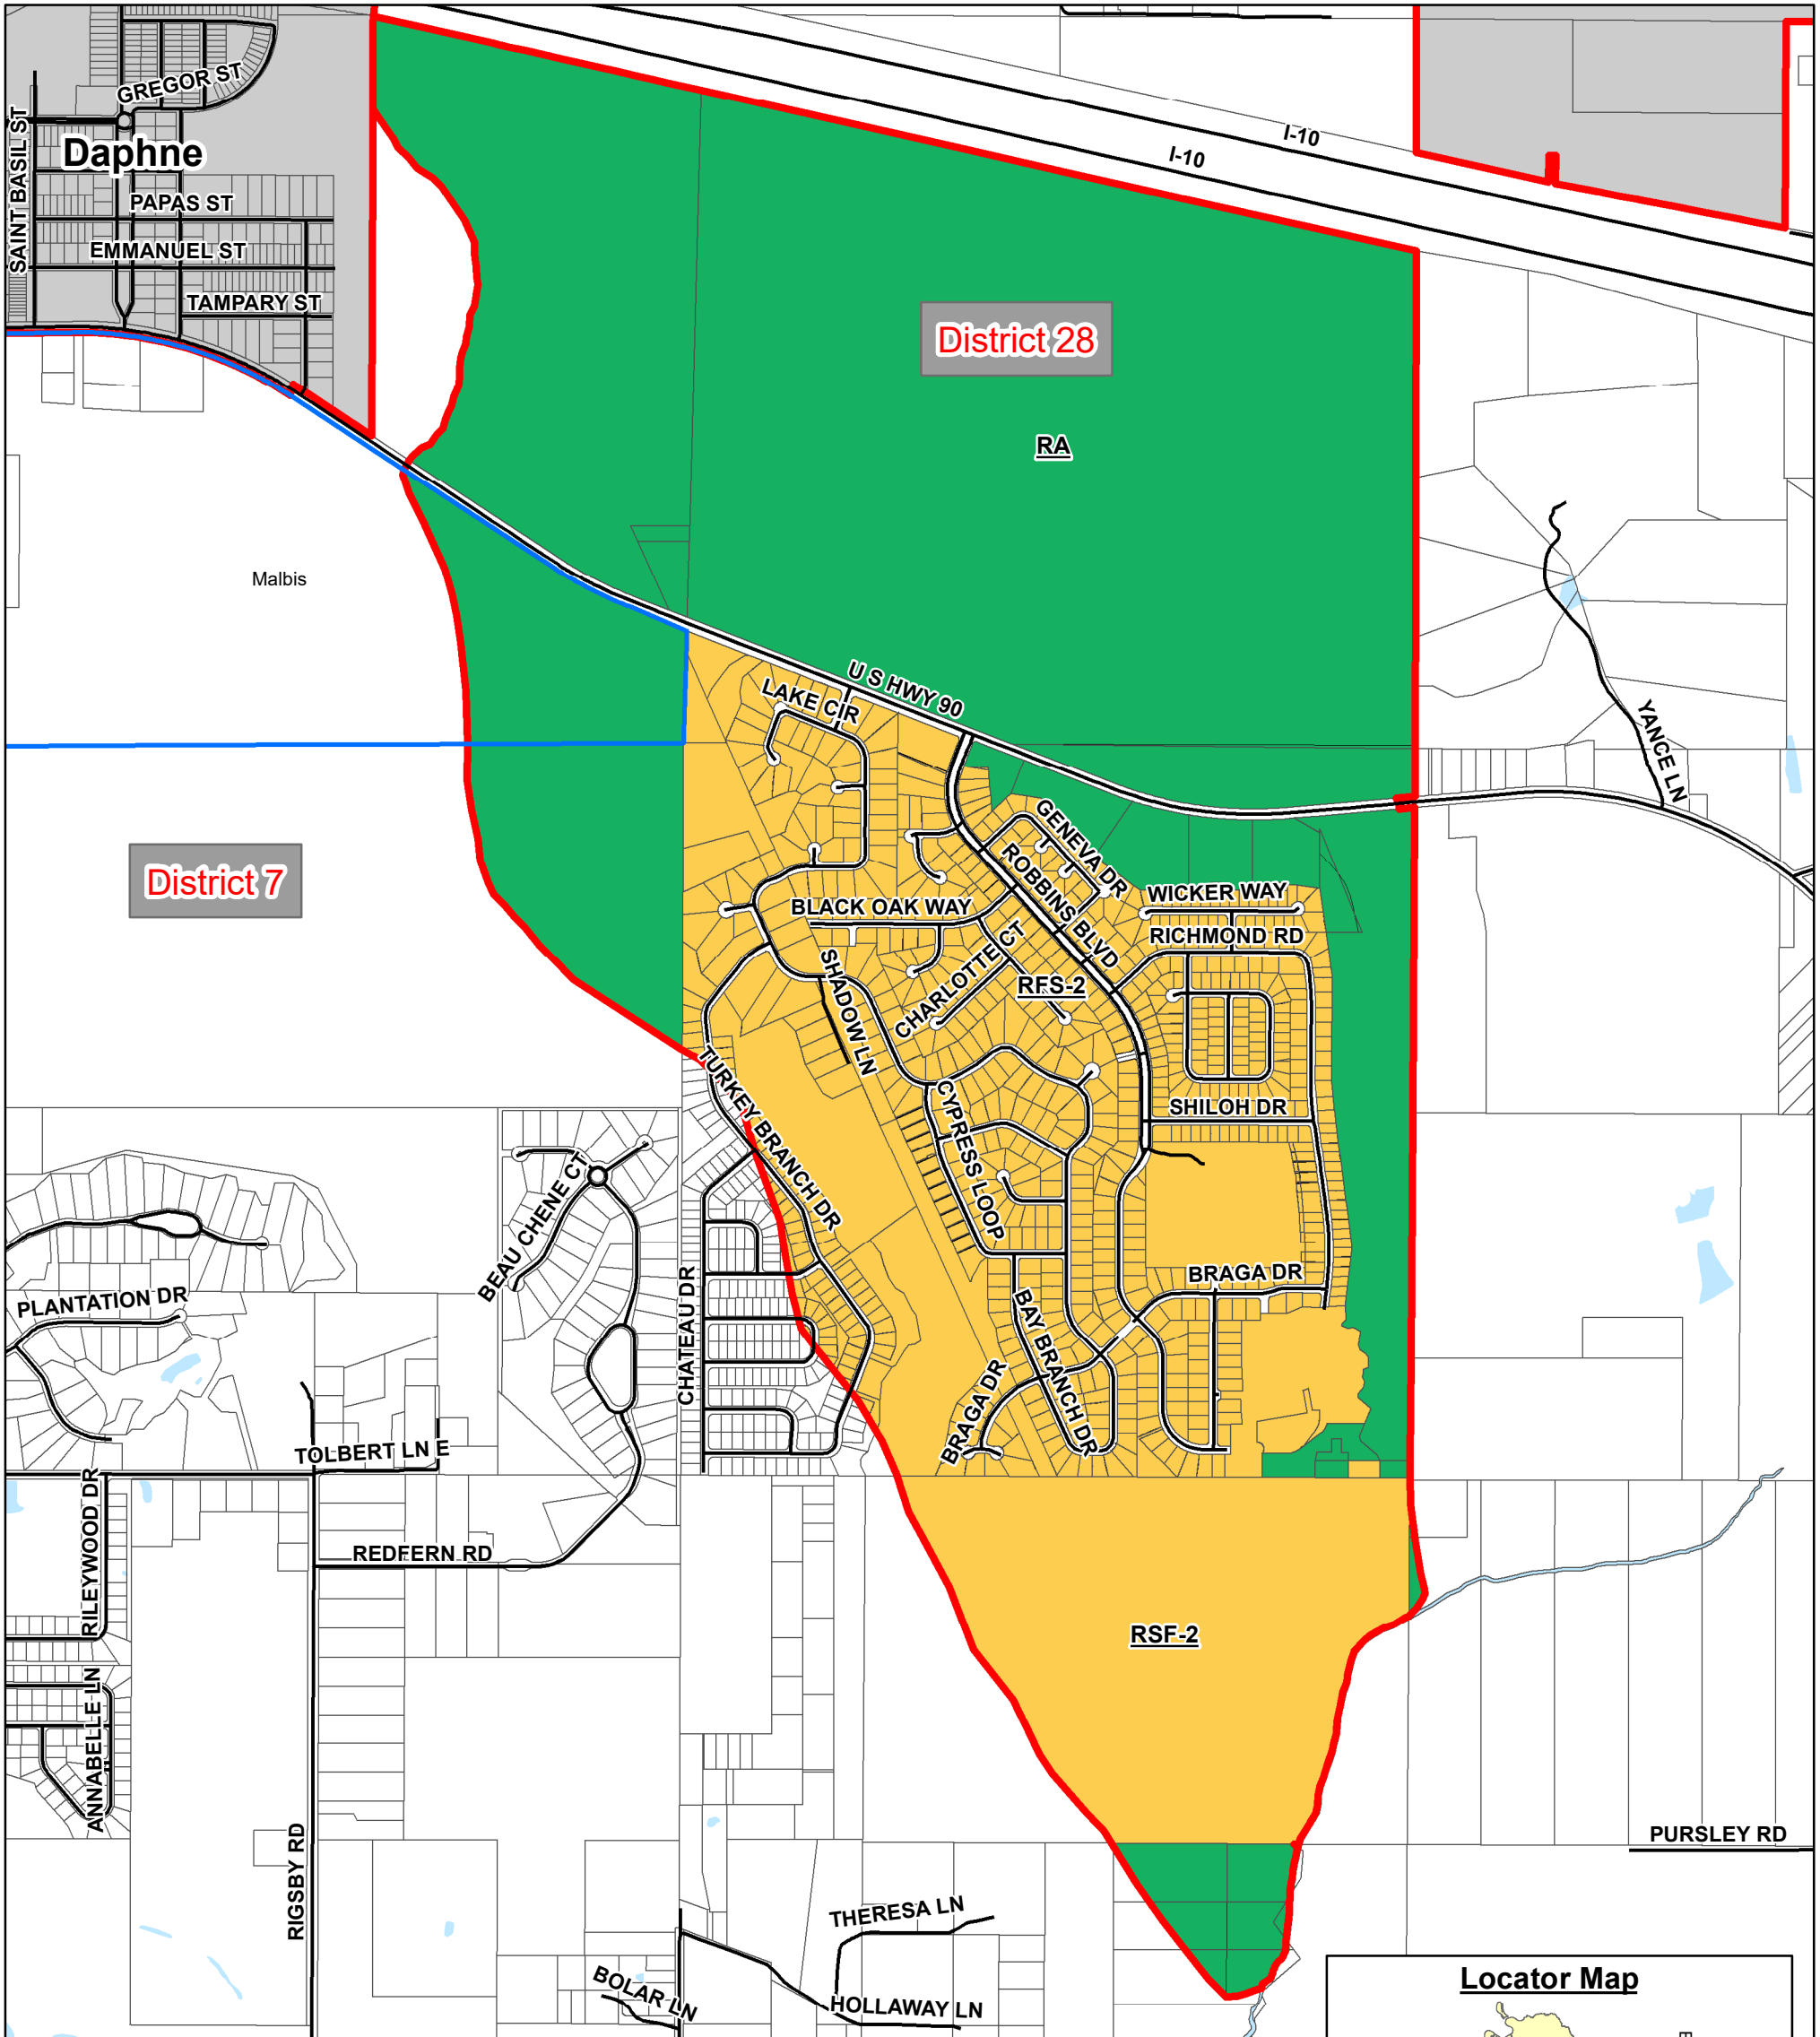 GREGOR ST
SAINT BASIL ST
Daphne
PAPAS ST
EMMANUEL ST
TAMPARY ST
I-10
I-10
District 28
RA
Malbis
U S HWY 90
LAKE CIR
YANCE LN
District 7
GENEVA DR
ROBBINS BLVD
WICKER WAY
BLACK OAK WAY
RICHMOND RD
CHARLOTTE CT
SHADOW LN
RFS-2
TURKEY BRANCH DR
CYPRESS LOOP
SHILOH DR
BEAU CHENE CT
PLANTATION DR
CHATEAU DR
BRAGA DR
BAY BRANCH DR
BRAGA DR
TOLBERT LN E
RILEYWOOD DR
REDFERN RD
RSF-2
ANNABELLE LN
RIGSBY RD
PURSLEY RD
THERESA LN
BOLAR LN
HOLLAWAY LN
Locator Map